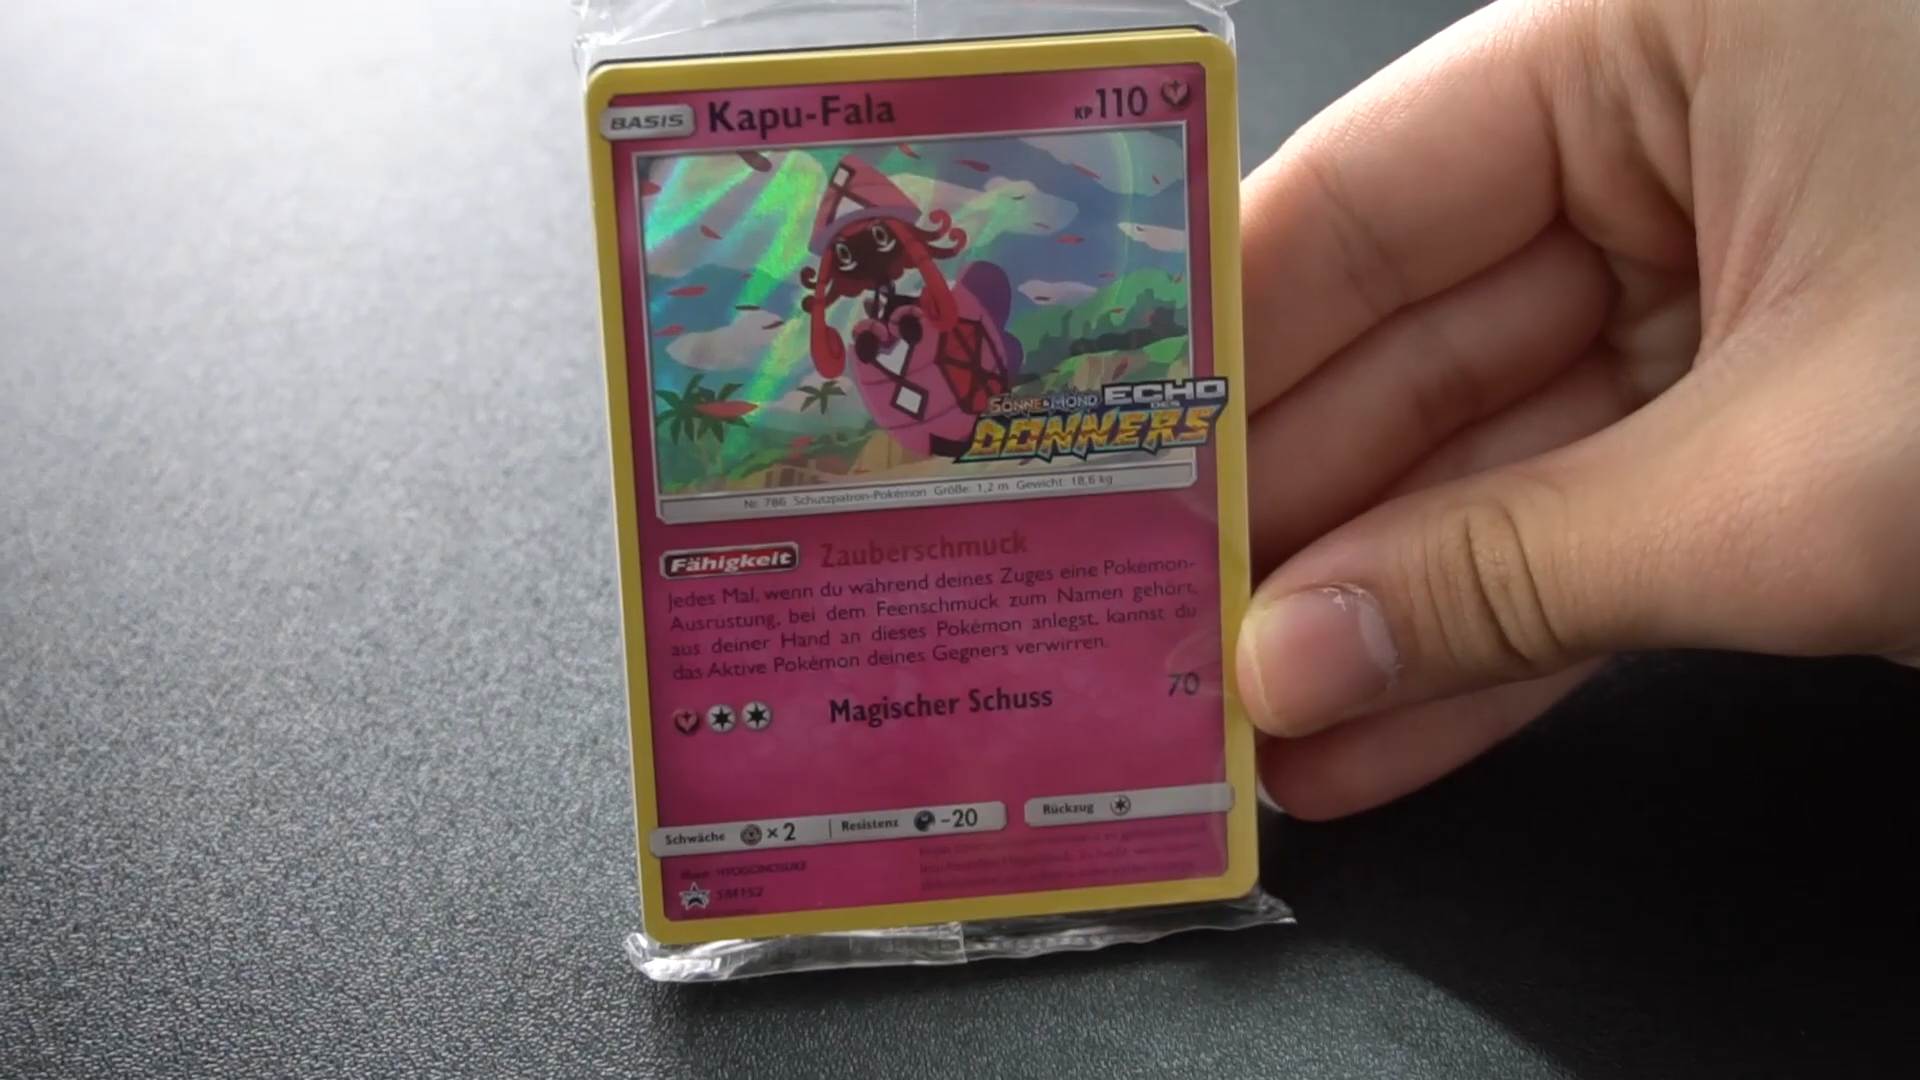 BASIS Kapu-Fala KP 110
SONNE & MOND ECHO
DES
DONNERS
Nr. 786 Schutzpatron-Pokémon Größe: 1,2 m Gewicht: 18,6 kg
Fähigkeit Zauberschmuck
Jedes Mal, wenn du während deines Zuges eine Pokémon-
Ausrüstung, bei dem Feenschmuck zum Namen gehört,
aus deiner Hand an dieses Pokémon anlegst, kannst du
das Aktive Pokémon deines Gegners verwirren.
Magischer Schuss 70
Schwäche ×2 Resistenz -20 Rückzug
HYOGONOSUKE
SM152